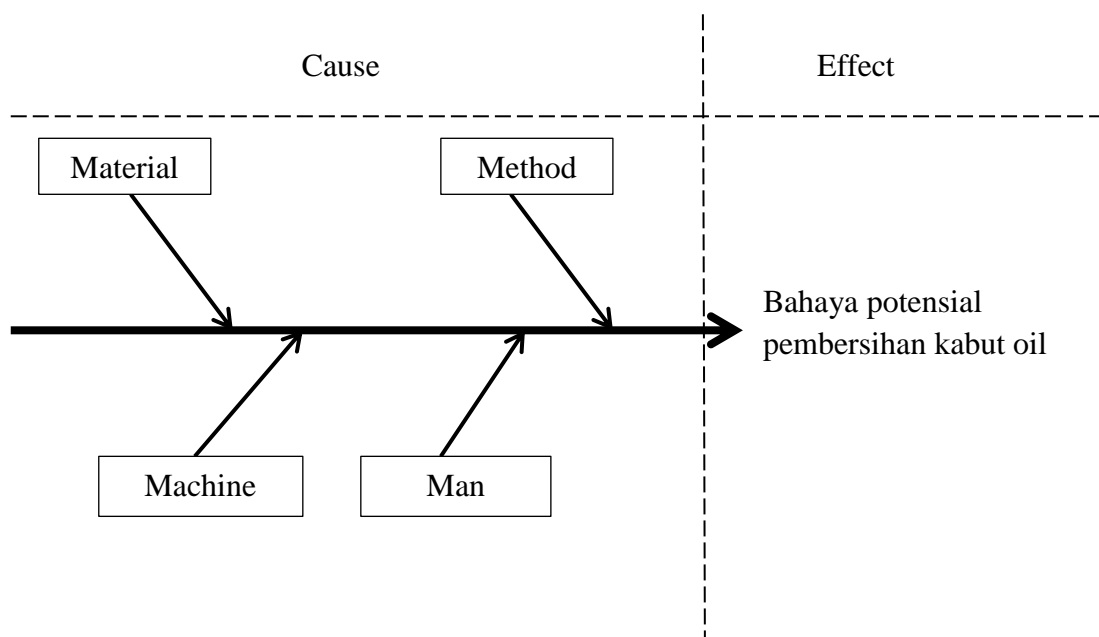 Cause
Effect
Material
Method
Bahaya potensial
pembersihan kabut oil
Machine
Man